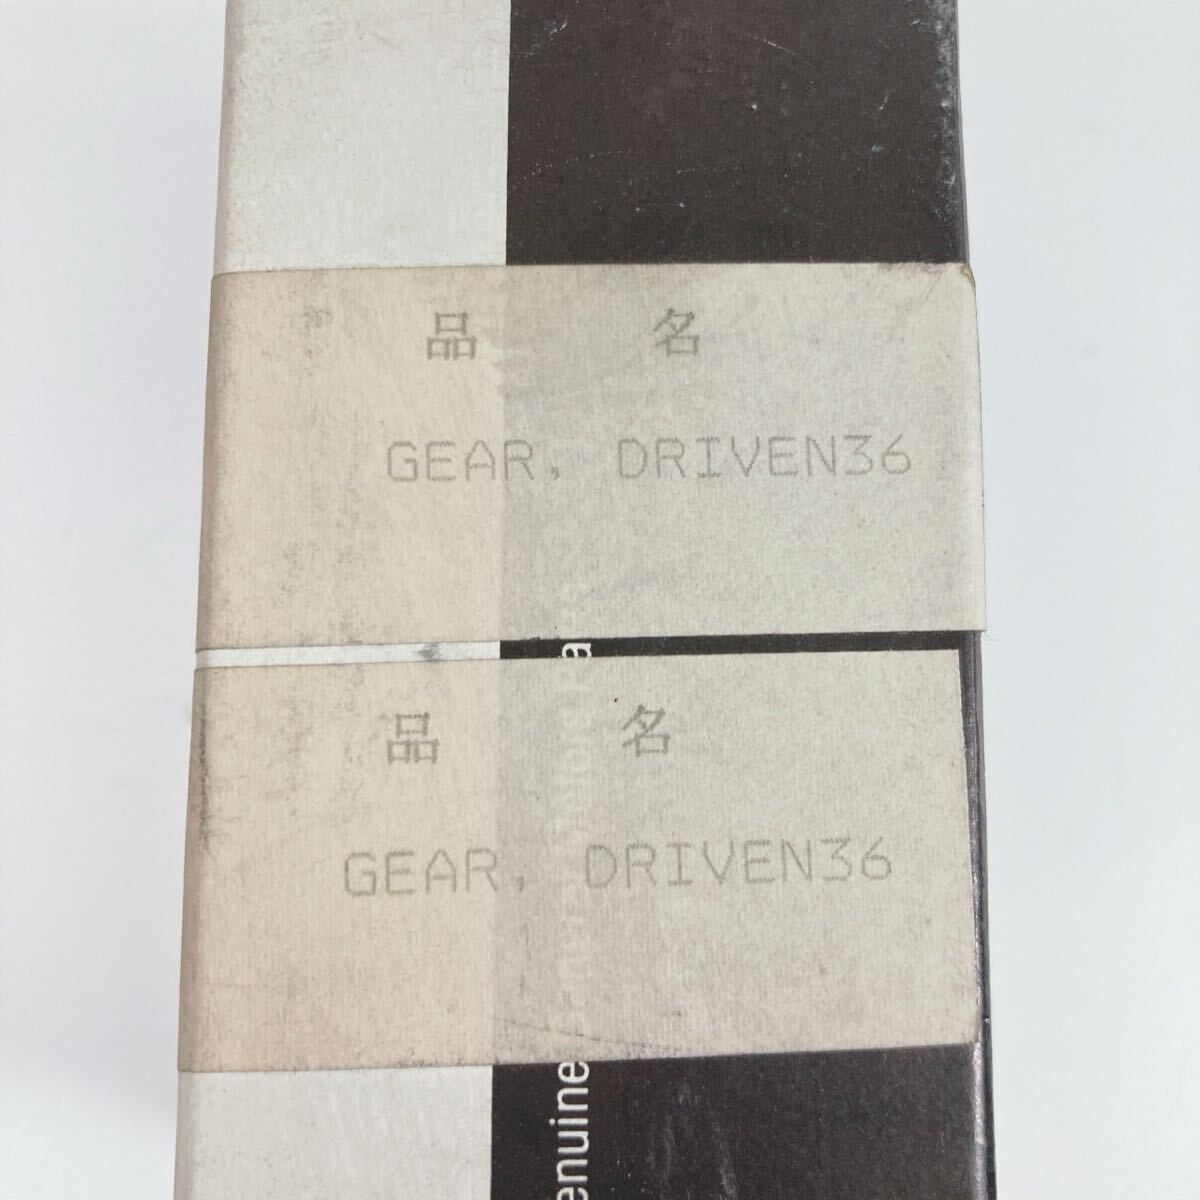 品 名
GEAR, DRIVEN36
品 名
GEAR, DRIVEN36
enuine